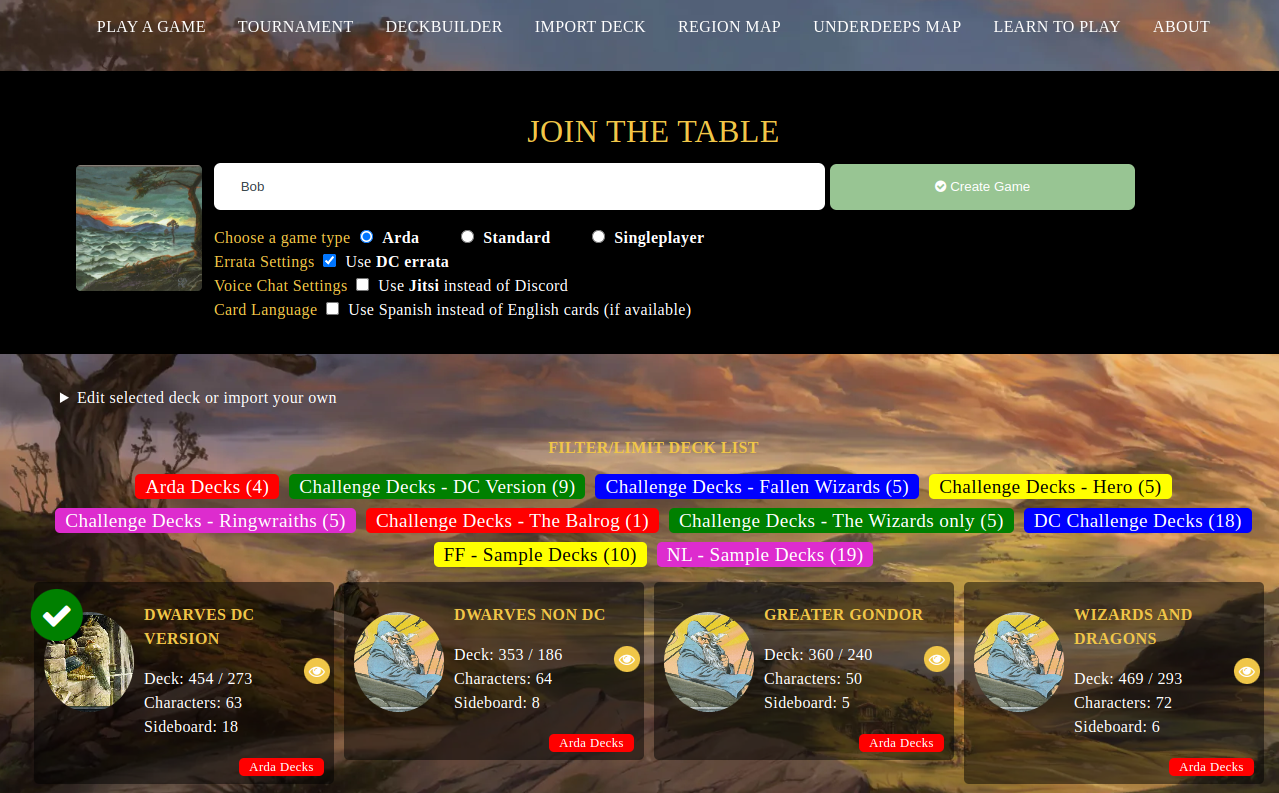 PLAY A GAME TOURNAMENT DECKBUILDER IMPORT DECK REGION MAP UNDERDEEPS MAP LEARN TO PLAY ABOUT
JOIN THE TABLE
Bob Create Game
Choose a game type Arda Standard Singleplayer
Errata Settings Use DC errata
Voice Chat Settings Use Jitsi instead of Discord
Card Language Use Spanish instead of English cards (if available)
Edit selected deck or import your own
FILTER/LIMIT DECK LIST
Arda Decks (4) Challenge Decks - DC Version (9) Challenge Decks - Fallen Wizards (5) Challenge Decks - Hero (5)
Challenge Decks - Ringwraiths (5) Challenge Decks - The Balrog (1) Challenge Decks - The Wizards only (5) DC Challenge Decks (18)
FF - Sample Decks (10) NL - Sample Decks (19)
DWARVES DC
VERSION
Deck: 454 / 273
Characters: 63
Sideboard: 18
Arda Decks
DWARVES NON DC
Deck: 353 / 186
Characters: 64
Sideboard: 8
Arda Decks
GREATER GONDOR
Deck: 360 / 240
Characters: 50
Sideboard: 5
Arda Decks
WIZARDS AND
DRAGONS
Deck: 469 / 293
Characters: 72
Sideboard: 6
Arda Decks